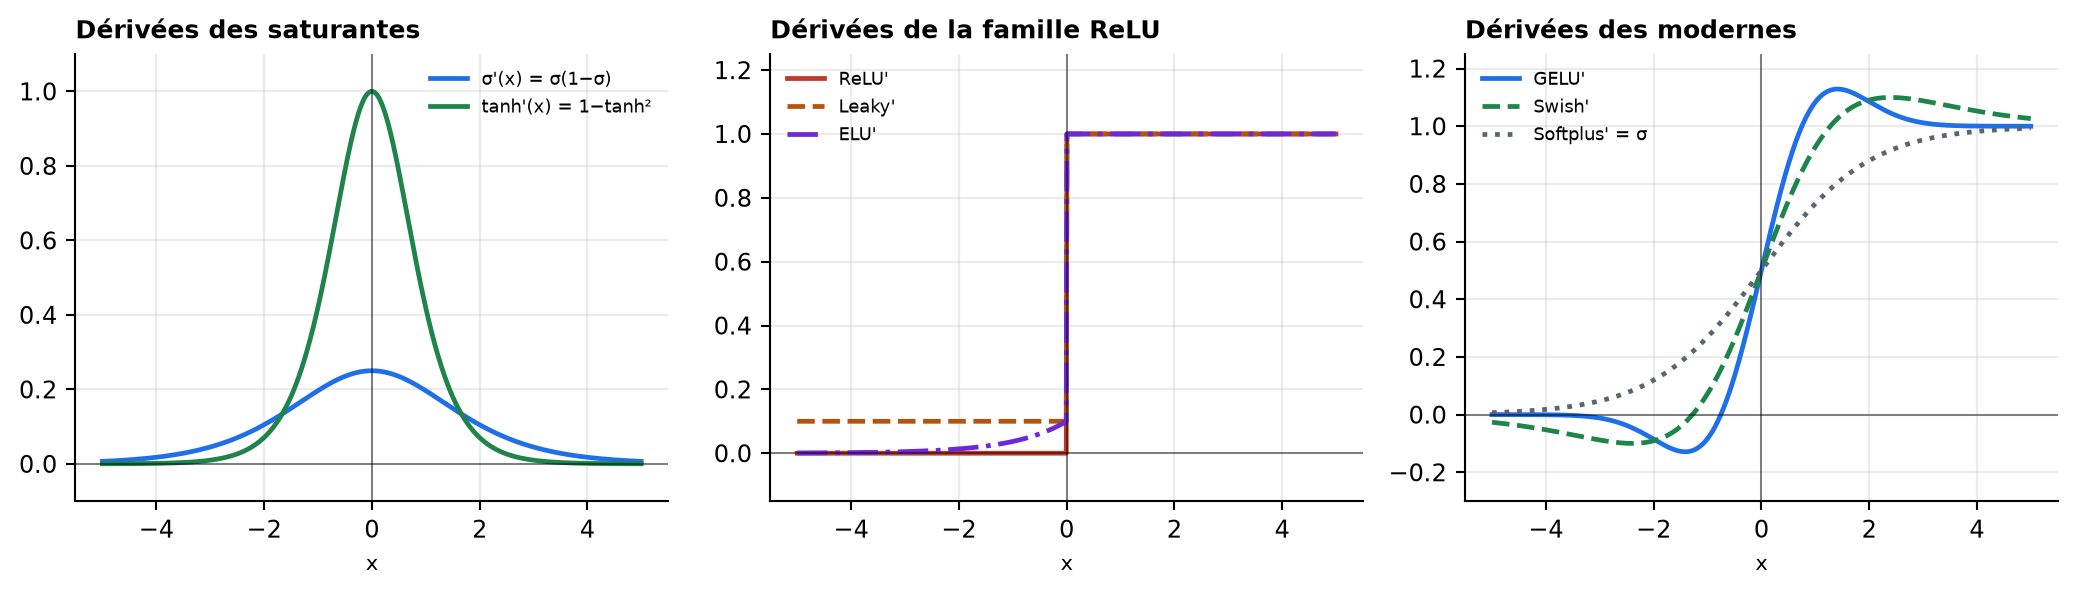 Dérivées des saturantes
σ'(x) = σ(1−σ)
tanh'(x) = 1−tanh²
1.0
0.8
0.6
0.4
0.2
0.0
−4 −2 0 2 4
x
Dérivées de la famille ReLU
ReLU'
Leaky'
ELU'
1.2
1.0
0.8
0.6
0.4
0.2
0.0
−4 −2 0 2 4
x
Dérivées des modernes
GELU'
Swish'
Softplus' = σ
1.2
1.0
0.8
0.6
0.4
0.2
0.0
−0.2
−4 −2 0 2 4
x